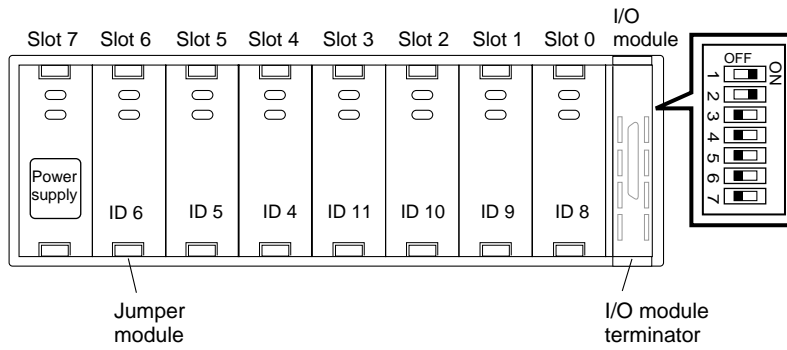 I/O
module
Slot 7 Slot 6 Slot 5 Slot 4 Slot 3 Slot 2 Slot 1 Slot 0
OFF
ON
1
2
3
4
5
6
7
Power
supply
ID 6 ID 5 ID 4 ID 11 ID 10 ID 9 ID 8
Jumper
module
I/O module
terminator